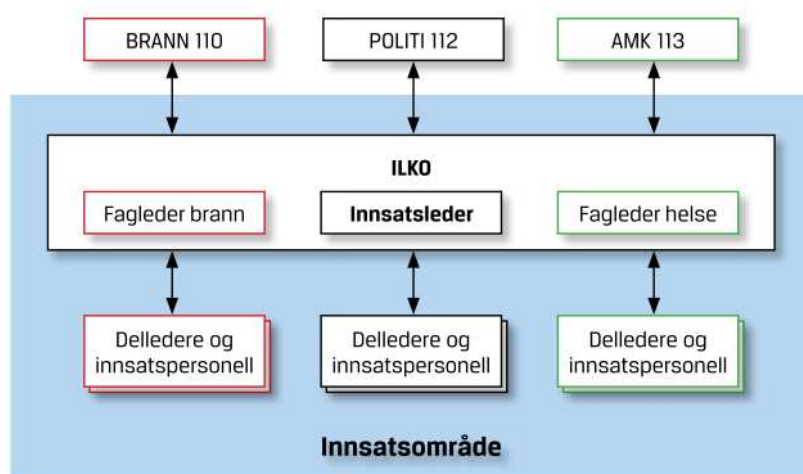 BRANN 110
POLITI 112
AMK 113
ILKO
Fagleder brann
Innsatsleder
Fagleder helse
Delledere og
innsatspersonell
Delledere og
innsatspersonell
Delledere og
innsatspersonell
Innsatsområde